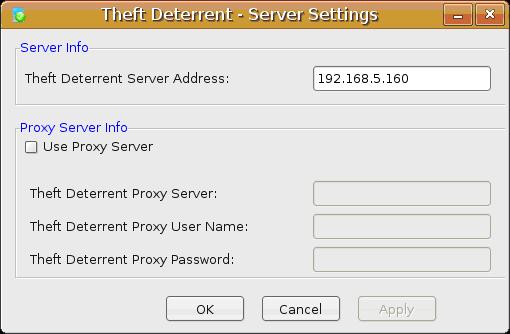 Theft Deterrent - Server Settings
Server Info
Theft Deterrent Server Address: 192.168.5.160
Proxy Server Info
Use Proxy Server
Theft Deterrent Proxy Server:
Theft Deterrent Proxy User Name:
Theft Deterrent Proxy Password:
OK Cancel Apply